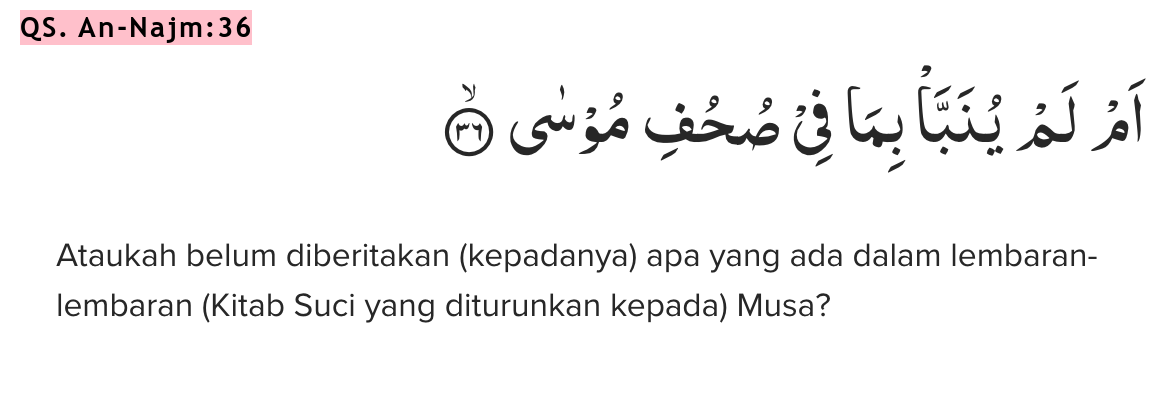 QS. An-Najm:36
اَمْ لَمْ يُنَبَّأْ بِمَا فِيْ صُحُفِ مُوْسٰى ۙ ٣٦
Ataukah belum diberitakan (kepadanya) apa yang ada dalam lembaran-
lembaran (Kitab Suci yang diturunkan kepada) Musa?